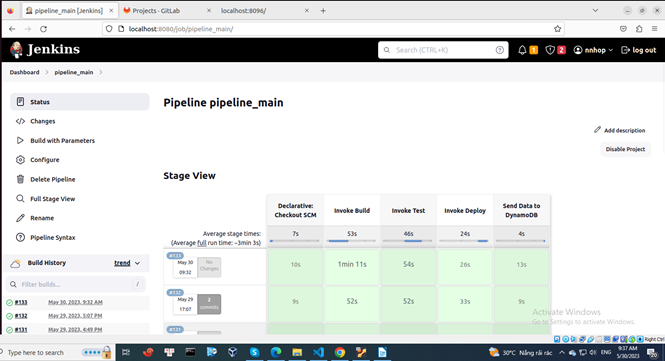 pipeline_main [Jenkins]
Projects - GitLab
localhost:8096/
localhost:8080/job/pipeline_main/
Jenkins
Search (CTRL+K)
1
2
nnhop
log out
Dashboard
pipeline_main
Status
Changes
Build with Parameters
Configure
Delete Pipeline
Full Stage View
Rename
Pipeline Syntax
Build History
trend
Filter builds...
/
#133
May 30, 2023, 9:32 AM
#132
May 29, 2023, 5:07 PM
#131
May 29, 2023, 4:49 PM
Pipeline pipeline_main
Add description
Disable Project
Stage View
Declarative: Checkout SCM
Invoke Build
Invoke Test
Invoke Deploy
Send Data to DynamoDB
Average stage times:
7s
53s
46s
24s
4s
(Average full run time: ~3min 3s)
#133
May 30
09:32
No Changes
10s
1min 11s
54s
26s
13s
#132
May 29
17:07
2 commits
9s
52s
52s
33s
9s
#131
Activate Windows
Go to Settings to activate Windows.
Right Ctrl
Type here to search
30°C Nắng rải rác
ENG
9:37 AM
5/30/2023